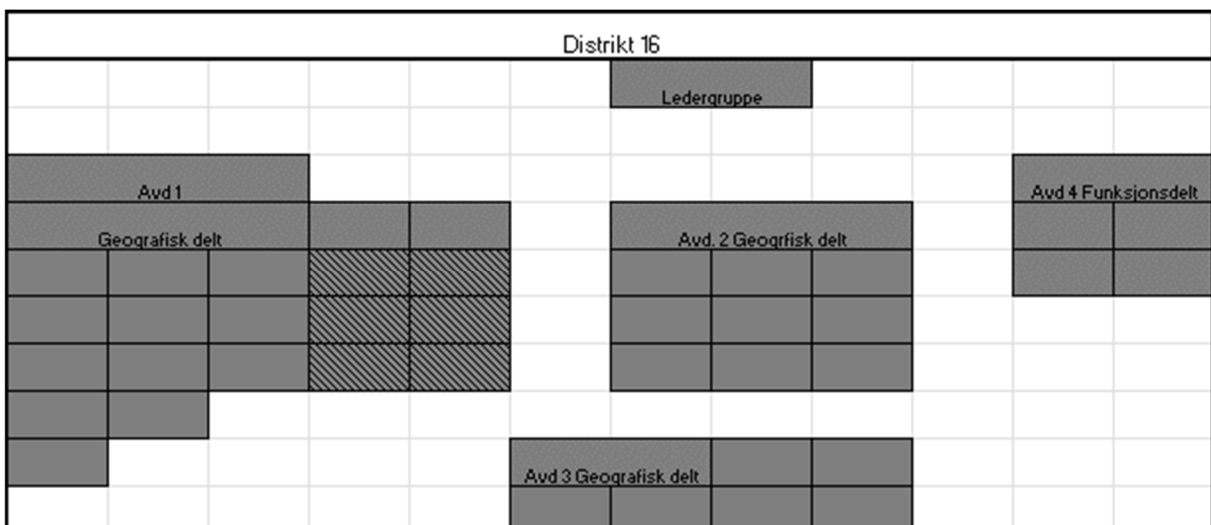 Distrikt 16
Ledergruppe
Avd 1
Avd 4 Funksjonsdelt
Geografisk delt
Avd. 2 Geogrfisk delt
Avd 3 Geografisk delt